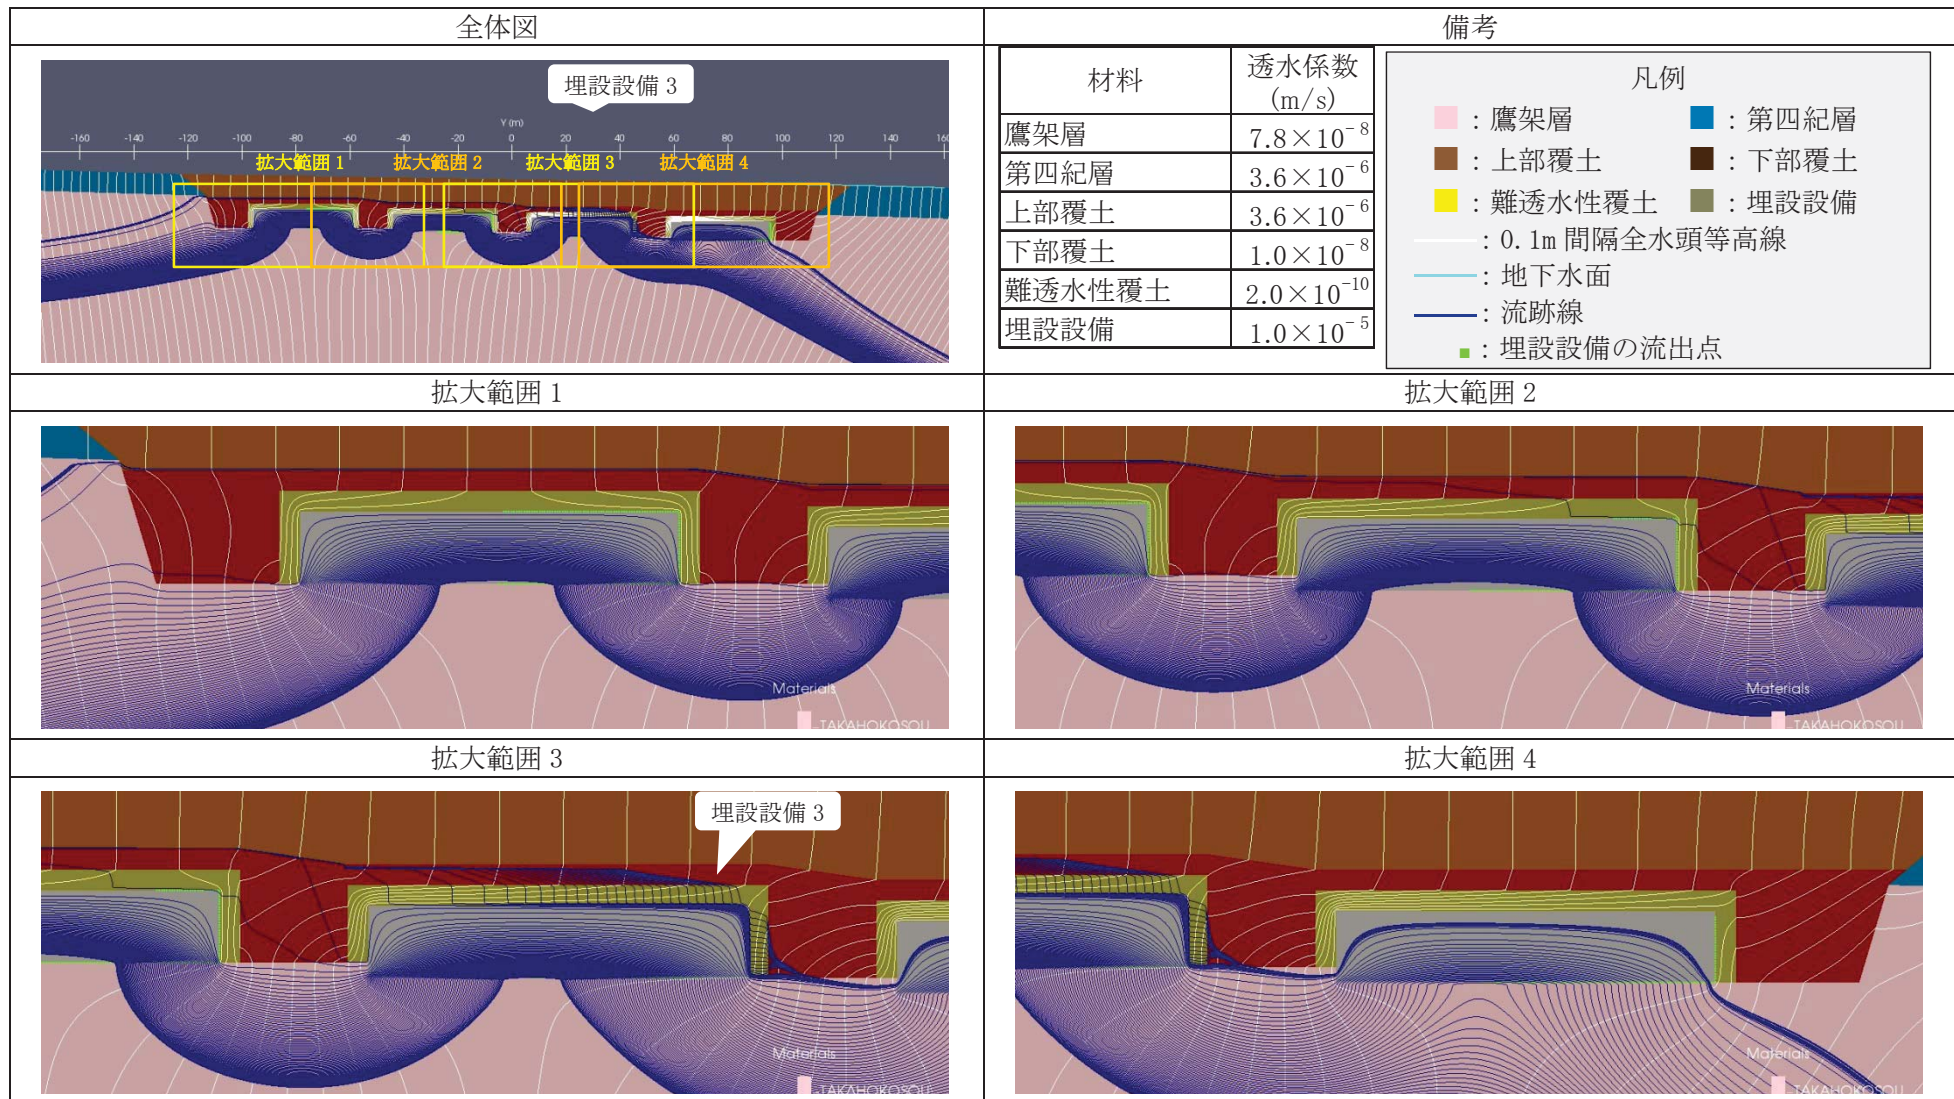 全体図
備考
埋設設備 3
Y (m)
-160 -140 -120 -100 -80 -60 -40 -20 0 20 40 60 80 100 120 140 160
拡大範囲 1 拡大範囲 2 拡大範囲 3 拡大範囲 4
材料 透水係数 (m/s)
鷹架層 7.8×10⁻⁸
第四紀層 3.6×10⁻⁶
上部覆土 3.6×10⁻⁶
下部覆土 1.0×10⁻⁸
難透水性覆土 2.0×10⁻¹⁰
埋設設備 1.0×10⁻⁵
凡例
：鷹架層 ：第四紀層
：上部覆土 ：下部覆土
：難透水性覆土 ：埋設設備
：0.1m 間隔全水頭等高線
：地下水面
：流跡線
：埋設設備の流出点
拡大範囲 1
拡大範囲 2
Materials
TAKAHOKOSOU
Materials
TAKAHOKOSOU
拡大範囲 3
拡大範囲 4
埋設設備 3
Materials
TAKAHOKOSOU
Materials
TAKAHOKOSOU